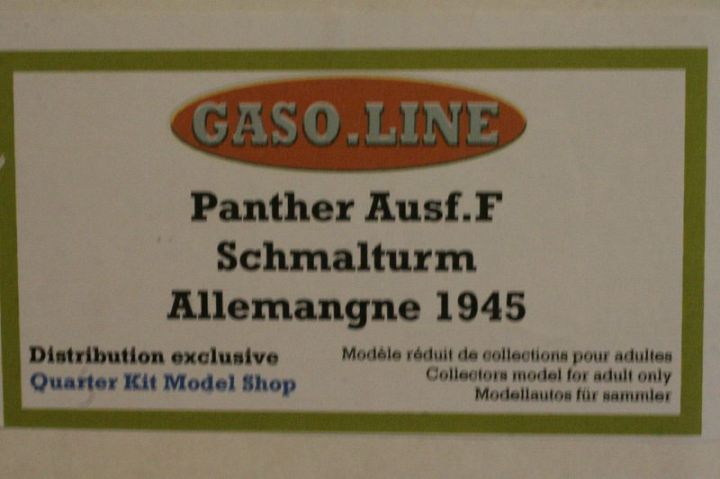 GASO.LINE
Panther Ausf.F
Schmalturm
Allemangne 1945
Distribution exclusive
Quarter Kit Model Shop
Modèle réduit de collections pour adultes
Collectors model for adult only
Modellautos für sammler